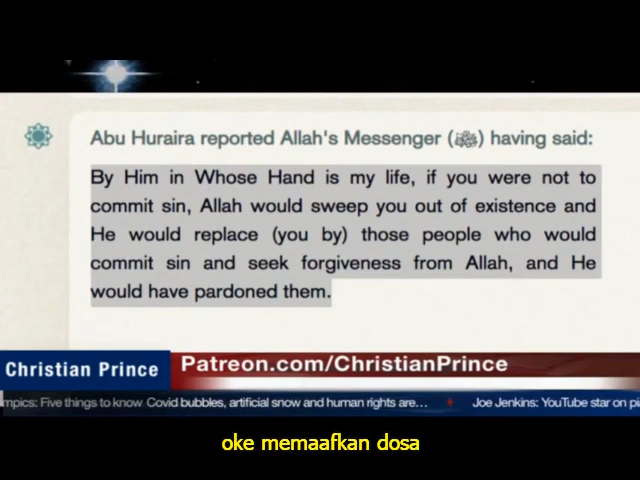 Abu Huraira reported Allah's Messenger (ﷺ) having said:
By Him in Whose Hand is my life, if you were not to
commit sin, Allah would sweep you out of existence and
He would replace (you by) those people who would
commit sin and seek forgiveness from Allah, and He
would have pardoned them.
Christian Prince
Patreon.com/ChristianPrince
mpics: Five things to know Covid bubbles, artificial snow and human rights are... Joe Jenkins: YouTube star on pi
oke memaafkan dosa